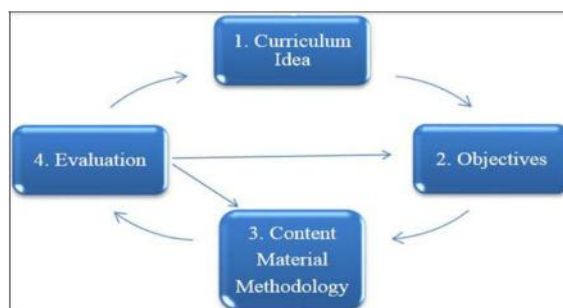 1. Curriculum
Idea
4. Evaluation
2. Objectives
3. Content
Material
Methodology